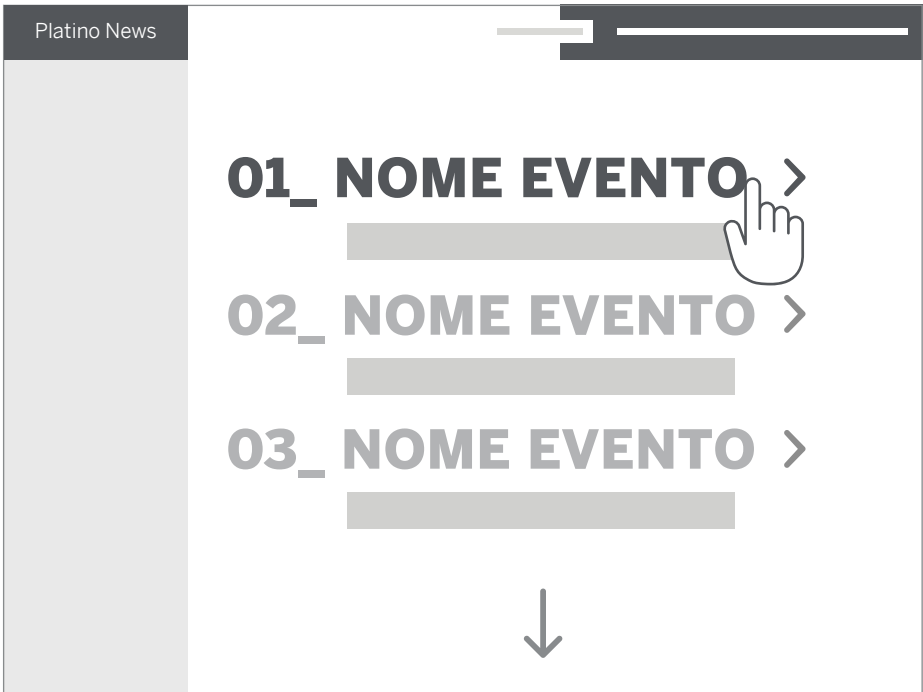 Platino News
01_ NOME EVENTO
02_ NOME EVENTO
03_ NOME EVENTO